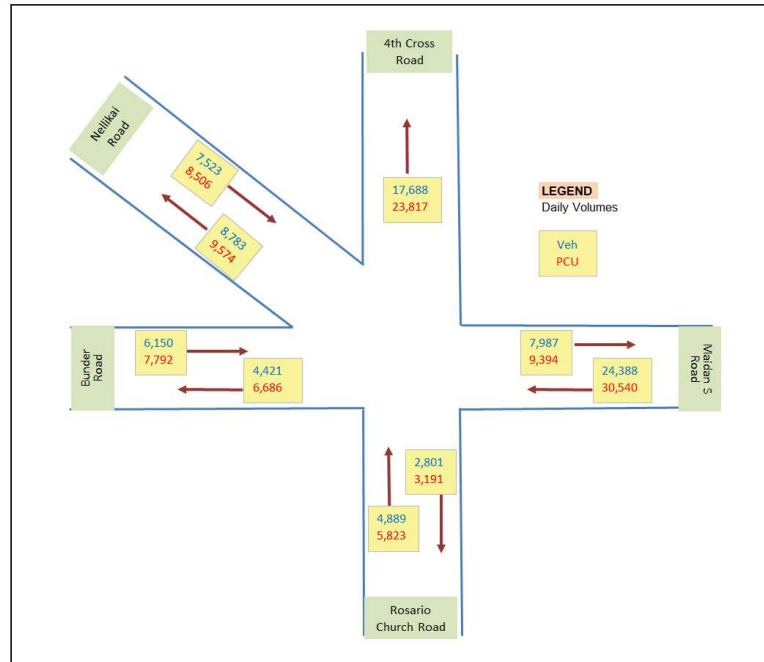 4th Cross
Road
Nellikai
Road
7,523
8,506
8,783
9,574
17,688
23,817
LEGEND
Daily Volumes
Veh
PCU
Bunder
Road
6,150
7,792
4,421
6,686
7,987
9,394
24,388
30,540
Maidan S
Road
2,801
3,191
4,889
5,823
Rosario
Church Road